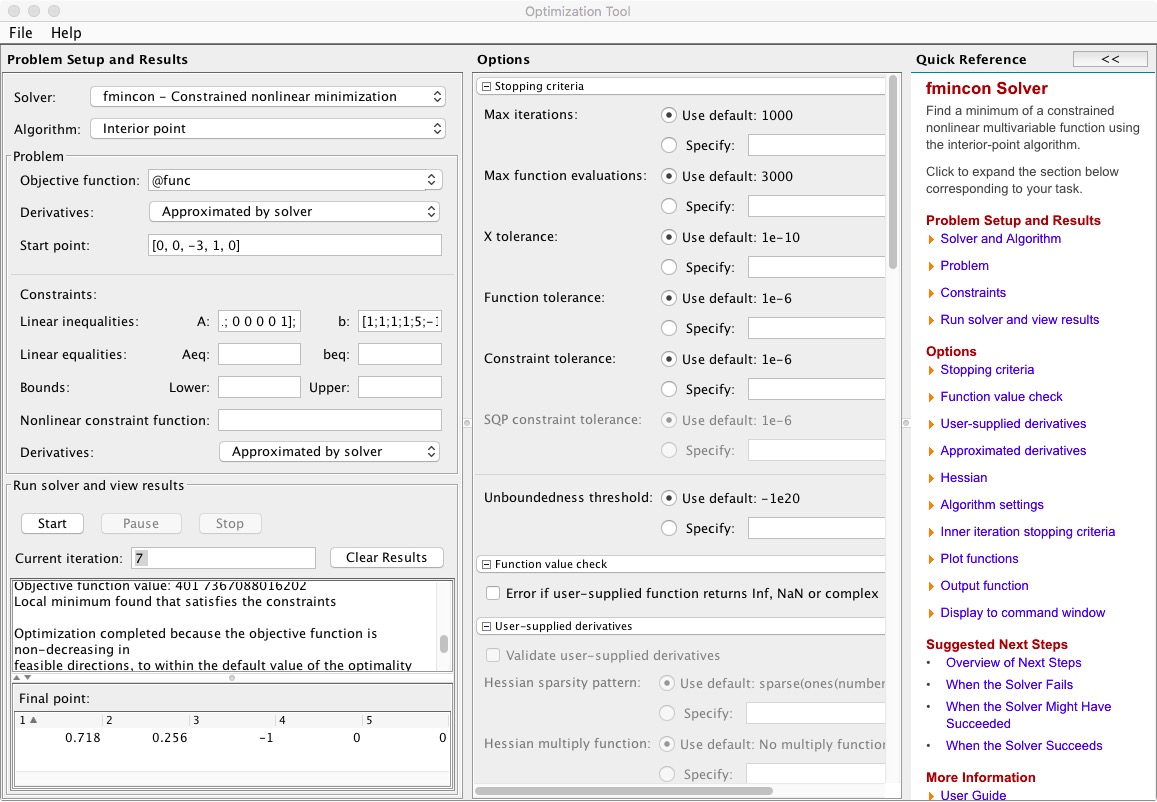 Optimization Tool
File Help
Problem Setup and Results
Solver: fmincon - Constrained nonlinear minimization
Algorithm: Interior point
Problem
Objective function: @func
Derivatives: Approximated by solver
Start point: [0, 0, -3, 1, 0]
Constraints:
Linear inequalities: A: .; 0 0 0 0 1]; b: [1;1;1;1;5;-1
Linear equalities: Aeq: beq:
Bounds: Lower: Upper:
Nonlinear constraint function:
Derivatives: Approximated by solver
Run solver and view results
Start Pause Stop
Current iteration: 7 Clear Results
Objective function value: 401.7367088016202
Local minimum found that satisfies the constraints
Optimization completed because the objective function is
non-decreasing in
feasible directions, to within the default value of the optimality
Final point:
1 2 3 4 5
0.718 0.256 -1 0 0
Options
Stopping criteria
Max iterations: Use default: 1000
Specify:
Max function evaluations: Use default: 3000
Specify:
X tolerance: Use default: 1e-10
Specify:
Function tolerance: Use default: 1e-6
Specify:
Constraint tolerance: Use default: 1e-6
Specify:
SQP constraint tolerance: Use default: 1e-6
Specify:
Unboundedness threshold: Use default: -1e20
Specify:
Function value check
Error if user-supplied function returns Inf, NaN or complex
User-supplied derivatives
Validate user-supplied derivatives
Hessian sparsity pattern: Use default: sparse(ones(number
Specify:
Hessian multiply function: Use default: No multiply function
Specify:
Quick Reference <<
fmincon Solver
Find a minimum of a constrained
nonlinear multivariable function using
the interior-point algorithm.
Click to expand the section below
corresponding to your task.
Problem Setup and Results
Solver and Algorithm
Problem
Constraints
Run solver and view results
Options
Stopping criteria
Function value check
User-supplied derivatives
Approximated derivatives
Hessian
Algorithm settings
Inner iteration stopping criteria
Plot functions
Output function
Display to command window
Suggested Next Steps
• Overview of Next Steps
• When the Solver Fails
• When the Solver Might Have
Succeeded
• When the Solver Succeeds
More Information
User Guide